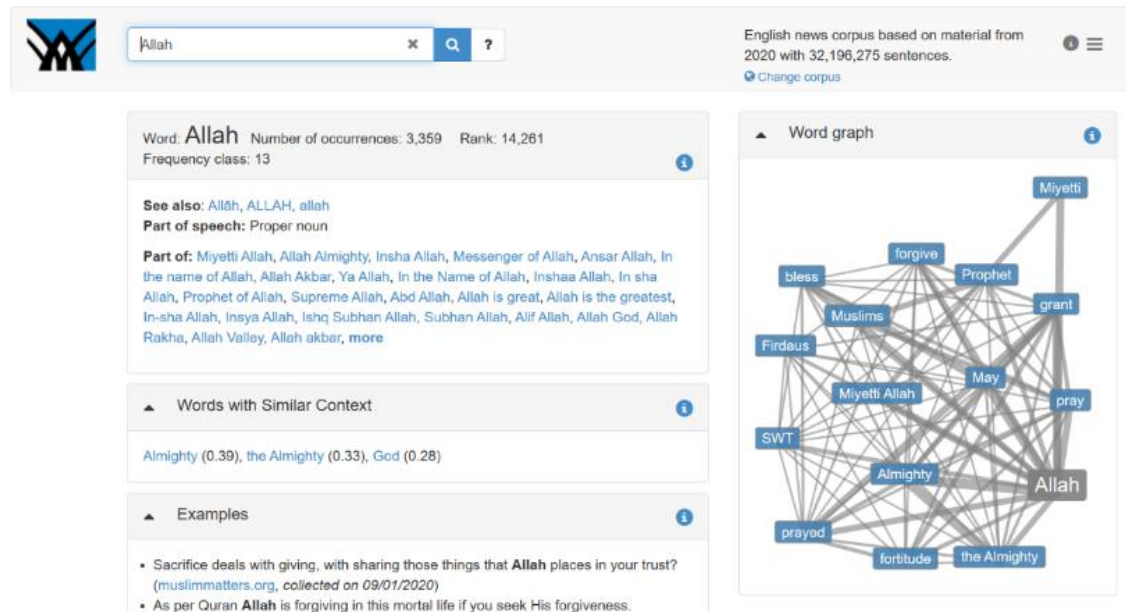 Allah ✖ ?
English news corpus based on material from
2020 with 32,196,275 sentences.
Change corpus
Word: Allah Number of occurrences: 3,359 Rank: 14,261
Frequency class: 13
See also: Allāh, ALLAH, allah
Part of speech: Proper noun
Part of: Miyetti Allah, Allah Almighty, Insha Allah, Messenger of Allah, Ansar Allah, In
the name of Allah, Allah Akbar, Ya Allah, In the Name of Allah, Inshaa Allah, In sha
Allah, Prophet of Allah, Supreme Allah, Abd Allah, Allah is great, Allah is the greatest,
In-sha Allah, Insya Allah, Ishq Subhan Allah, Subhan Allah, Alif Allah, Allah God, Allah
Rakha, Allah Valley, Allah akbar, more
Words with Similar Context
Almighty (0.39), the Almighty (0.33), God (0.28)
Examples
• Sacrifice deals with giving, with sharing those things that Allah places in your trust?
(muslimmatters.org, collected on 09/01/2020)
• As per Quran Allah is forgiving in this mortal life if you seek His forgiveness.
Word graph
Miyetti
forgive
bless
Prophet
grant
Muslims
Firdaus
May
Miyetti Allah
pray
SWT
Almighty
Allah
prayed
fortitude
the Almighty